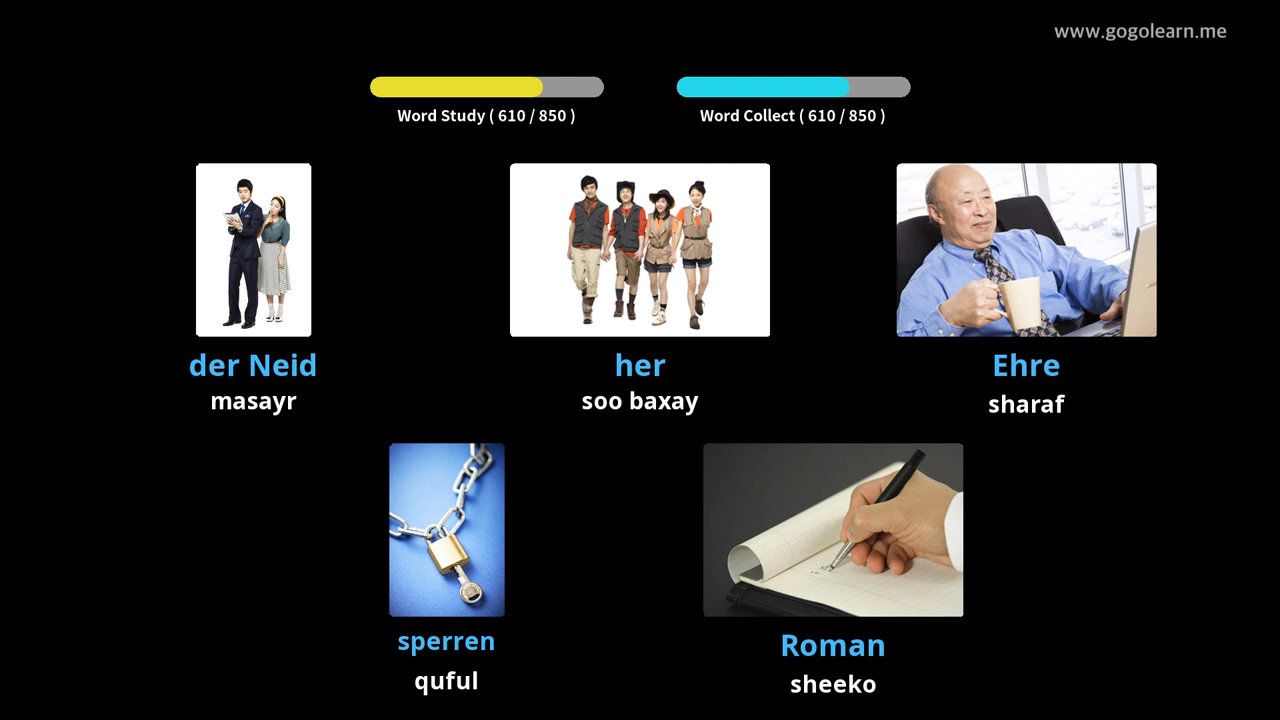 www.gogolearn.me
Word Study ( 610 / 850 )
Word Collect ( 610 / 850 )
der Neid
masayr
her
soo baxay
Ehre
sharaf
sperren
quful
Roman
sheeko